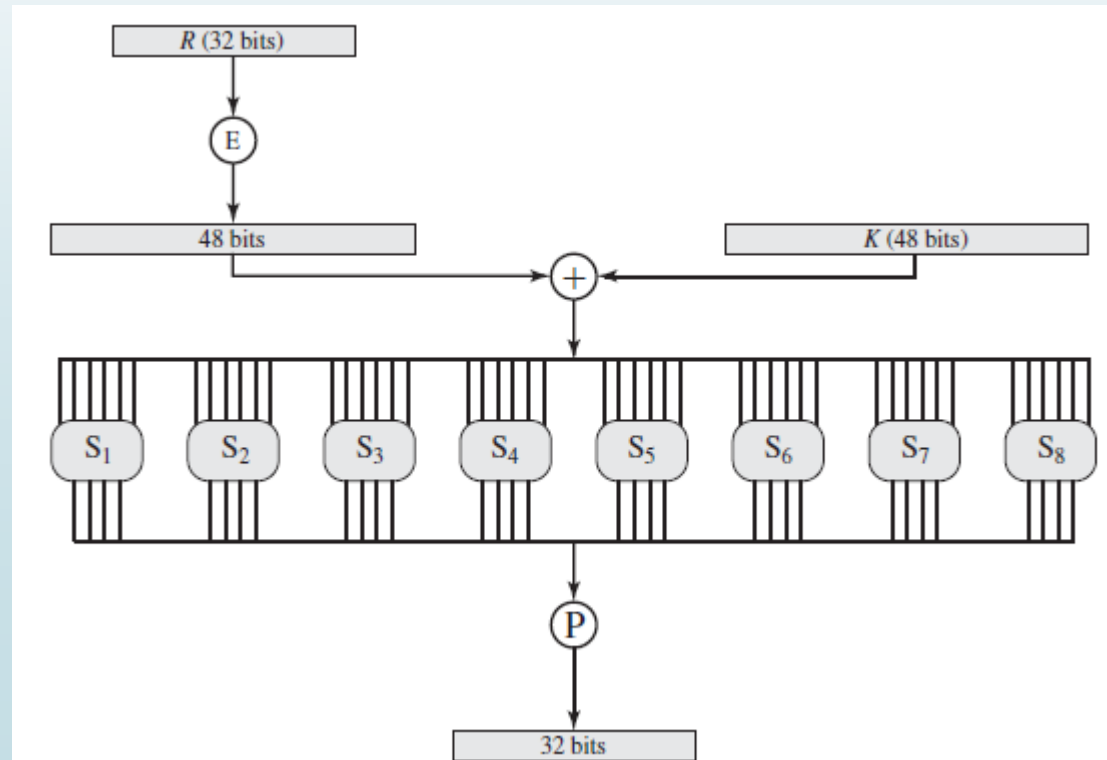 R (32 bits)
E
48 bits
K (48 bits)
+
S₁ S₂ S₃ S₄ S₅ S₆ S₇ S₈
P
32 bits